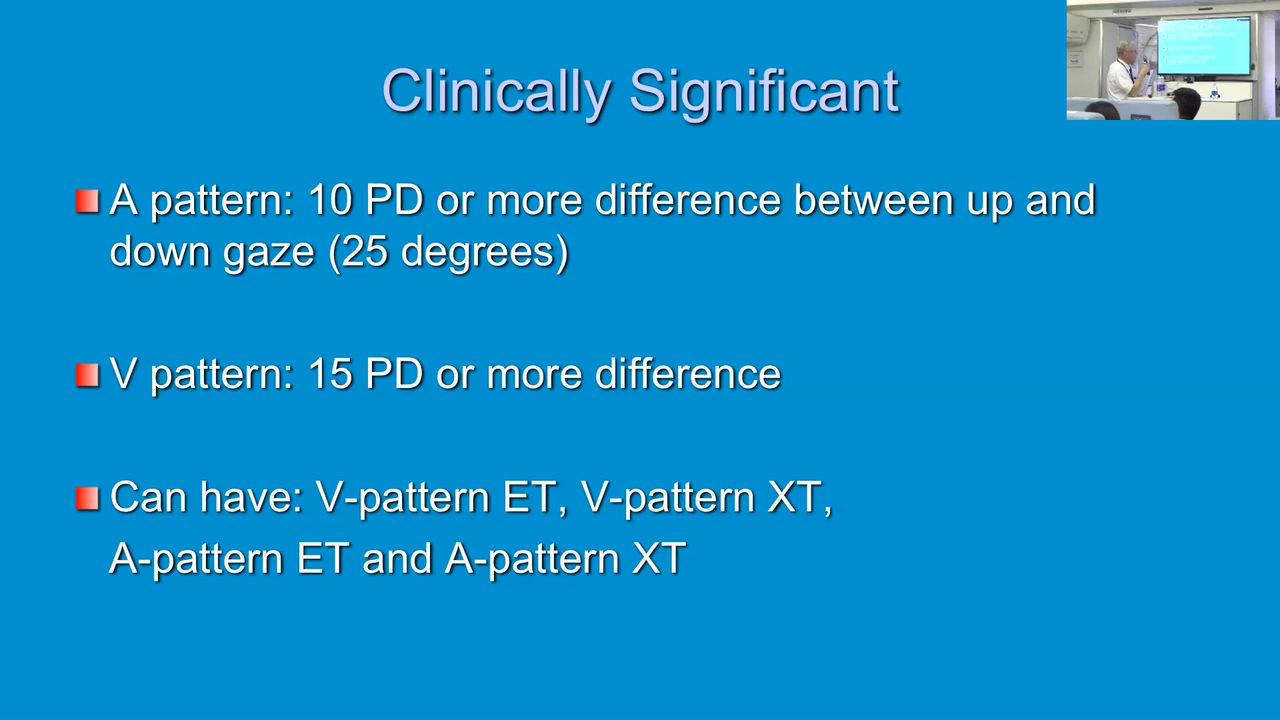 Clinically Significant
A pattern: 10 PD or more difference between up and
down gaze (25 degrees)
V pattern: 15 PD or more difference
Can have: V-pattern ET, V-pattern XT,
A-pattern ET and A-pattern XT